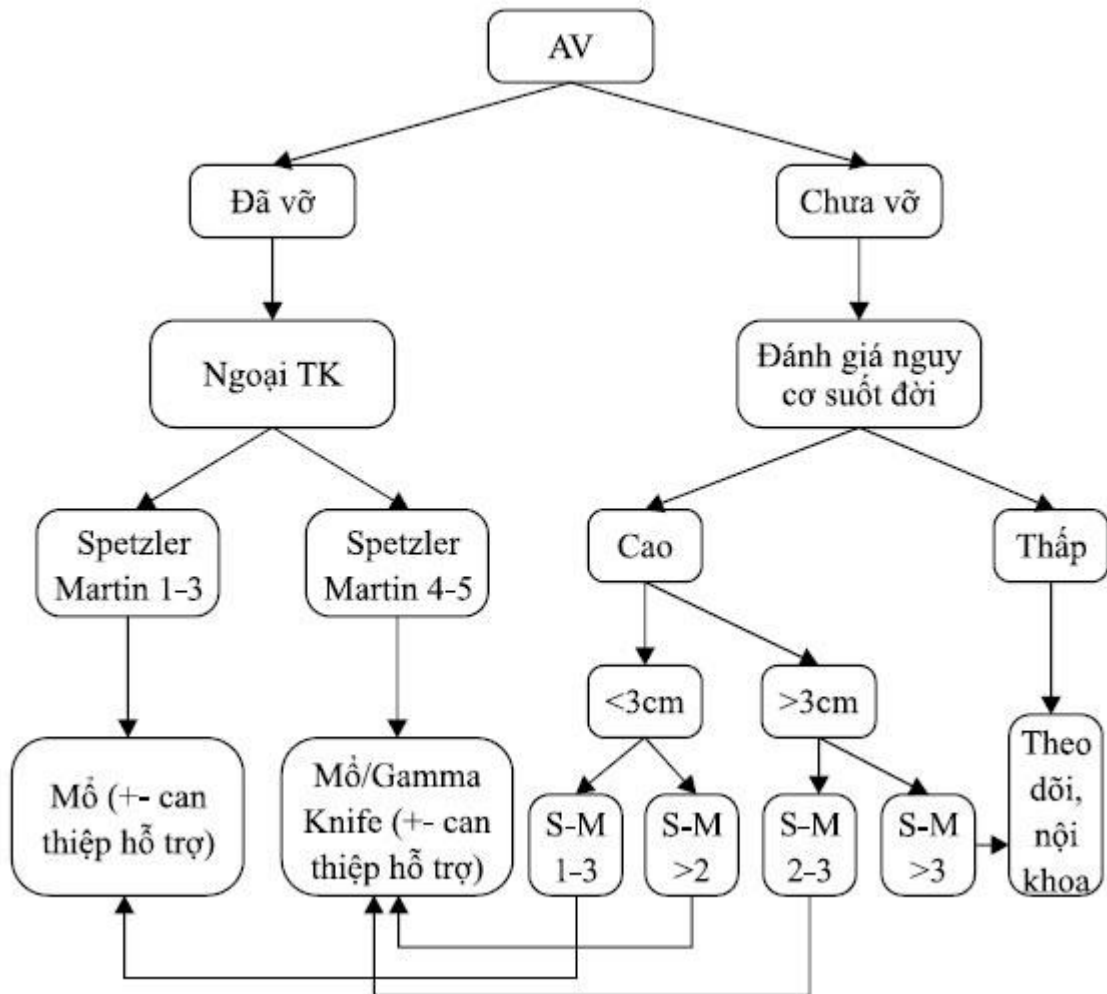 AV
Đã vỡ
Chưa vỡ
Ngoại TK
Đánh giá nguy
cơ suốt đời
Spetzler
Martin 1-3
Spetzler
Martin 4-5
Cao
Thấp
<3cm
>3cm
Mổ (+- can
thiệp hỗ trợ)
Mổ/Gamma
Knife (+- can
thiệp hỗ trợ)
S-M
1-3
S-M
>2
S-M
2-3
S-M
>3
Theo
dõi,
nội
khoa